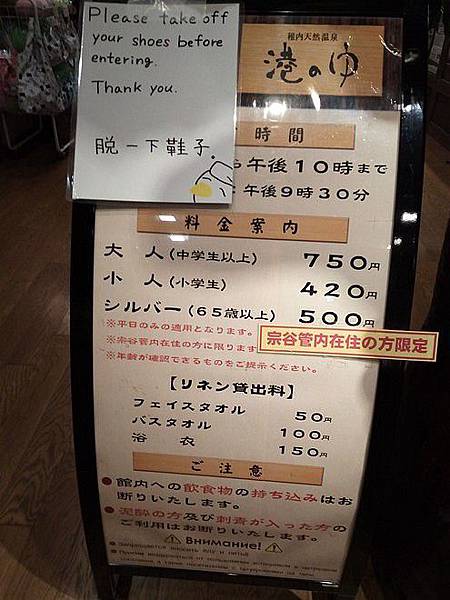 Please take off
your shoes before
entering.
Thank you.
脱一下鞋子.
稚内天然温泉
港のゆ
時間
午後10時まで
午後9時30分
料金案内
大人(中学生以上) 750円
小人(小学生) 420円
シルバー(65歳以上) 500円
※平日のみの適用となります。
※宗谷管内在住の方に限ります
宗谷管内在住の方限定
※年齢が確認できるものをご提示ください。
【リネン貸出料】
フェイスタオル 50円
バスタオル 100円
浴衣 150円
ご注意
●館内への飲食物の持ち込みはお
断りいたします。
●泥酔の方及び刺青が入った方の
ご利用はお断りいたします。
Внимание!
Запрещается вносить еду и питьё